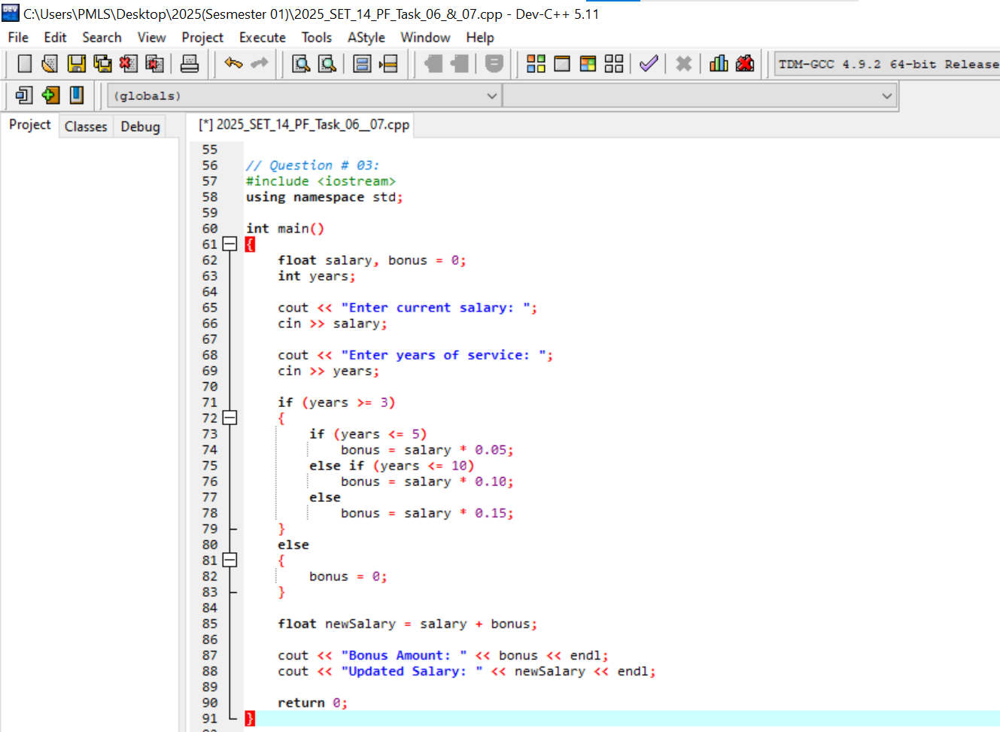 C:\Users\PMLS\Desktop\2025(Sesmester 01)\2025_SET_14_PF_Task_06_&_07.cpp - Dev-C++ 5.11
File Edit Search View Project Execute Tools AStyle Window Help
TDM-GCC 4.9.2 64-bit Release
(globals)
Project Classes Debug [*] 2025_SET_14_PF_Task_06__07.cpp
55
56 // Question # 03:
57 #include <iostream>
58 using namespace std;
59
60 int main()
61 {
62 float salary, bonus = 0;
63 int years;
64
65 cout << "Enter current salary: ";
66 cin >> salary;
67
68 cout << "Enter years of service: ";
69 cin >> years;
70
71 if (years >= 3)
72 {
73 if (years <= 5)
74 bonus = salary * 0.05;
75 else if (years <= 10)
76 bonus = salary * 0.10;
77 else
78 bonus = salary * 0.15;
79 }
80 else
81 {
82 bonus = 0;
83 }
84
85 float newSalary = salary + bonus;
86
87 cout << "Bonus Amount: " << bonus << endl;
88 cout << "Updated Salary: " << newSalary << endl;
89
90 return 0;
91 }